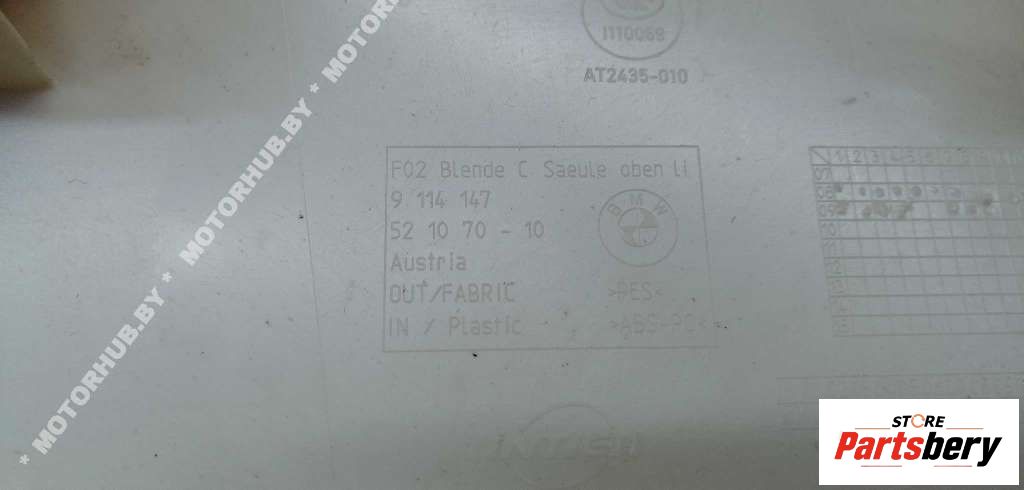 1110068
AT2435-010
F02 Blende C Saeule oben li
9 114 147
52 10 70 - 10
Austria
OUT/FABRIC >PES<
IN / Plastic >ABS-PC<
BMW
* MOTORHUB.BY * MOTORHUB.BY * MOTORHUB.BY
STORE
Partsbery